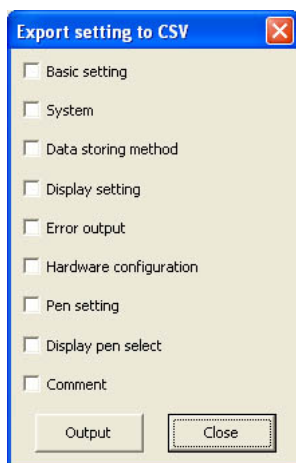 Export setting to CSV
Basic setting
System
Data storing method
Display setting
Error output
Hardware configuration
Pen setting
Display pen select
Comment
Output Close